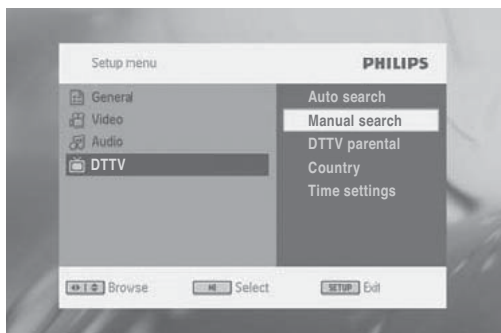 Setup menu
PHILIPS
General
Video
Audio
DTTV
Auto search
Manual search
DTTV parental
Country
Time settings
Browse
Select
SETUP Exit